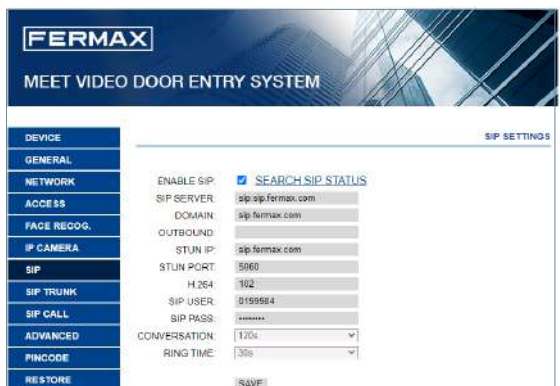 FERMAX
MEET VIDEO DOOR ENTRY SYSTEM
SIP SETTINGS
DEVICE
GENERAL
NETWORK
ACCESS
FACE RECOG.
IP CAMERA
SIP
SIP TRUNK
SIP CALL
ADVANCED
PINCODE
RESTORE
ENABLE SIP: SEARCH SIP STATUS
SIP SERVER: sip:sip.fermax.com
DOMAIN: sip.fermax.com
OUTBOUND:
STUN IP: sip.fermax.com
STUN PORT: 5060
H.264: 102
SIP USER: 0199984
SIP PASS: ••••••••
CONVERSATION: 120s
RING TIME: 30s
SAVE